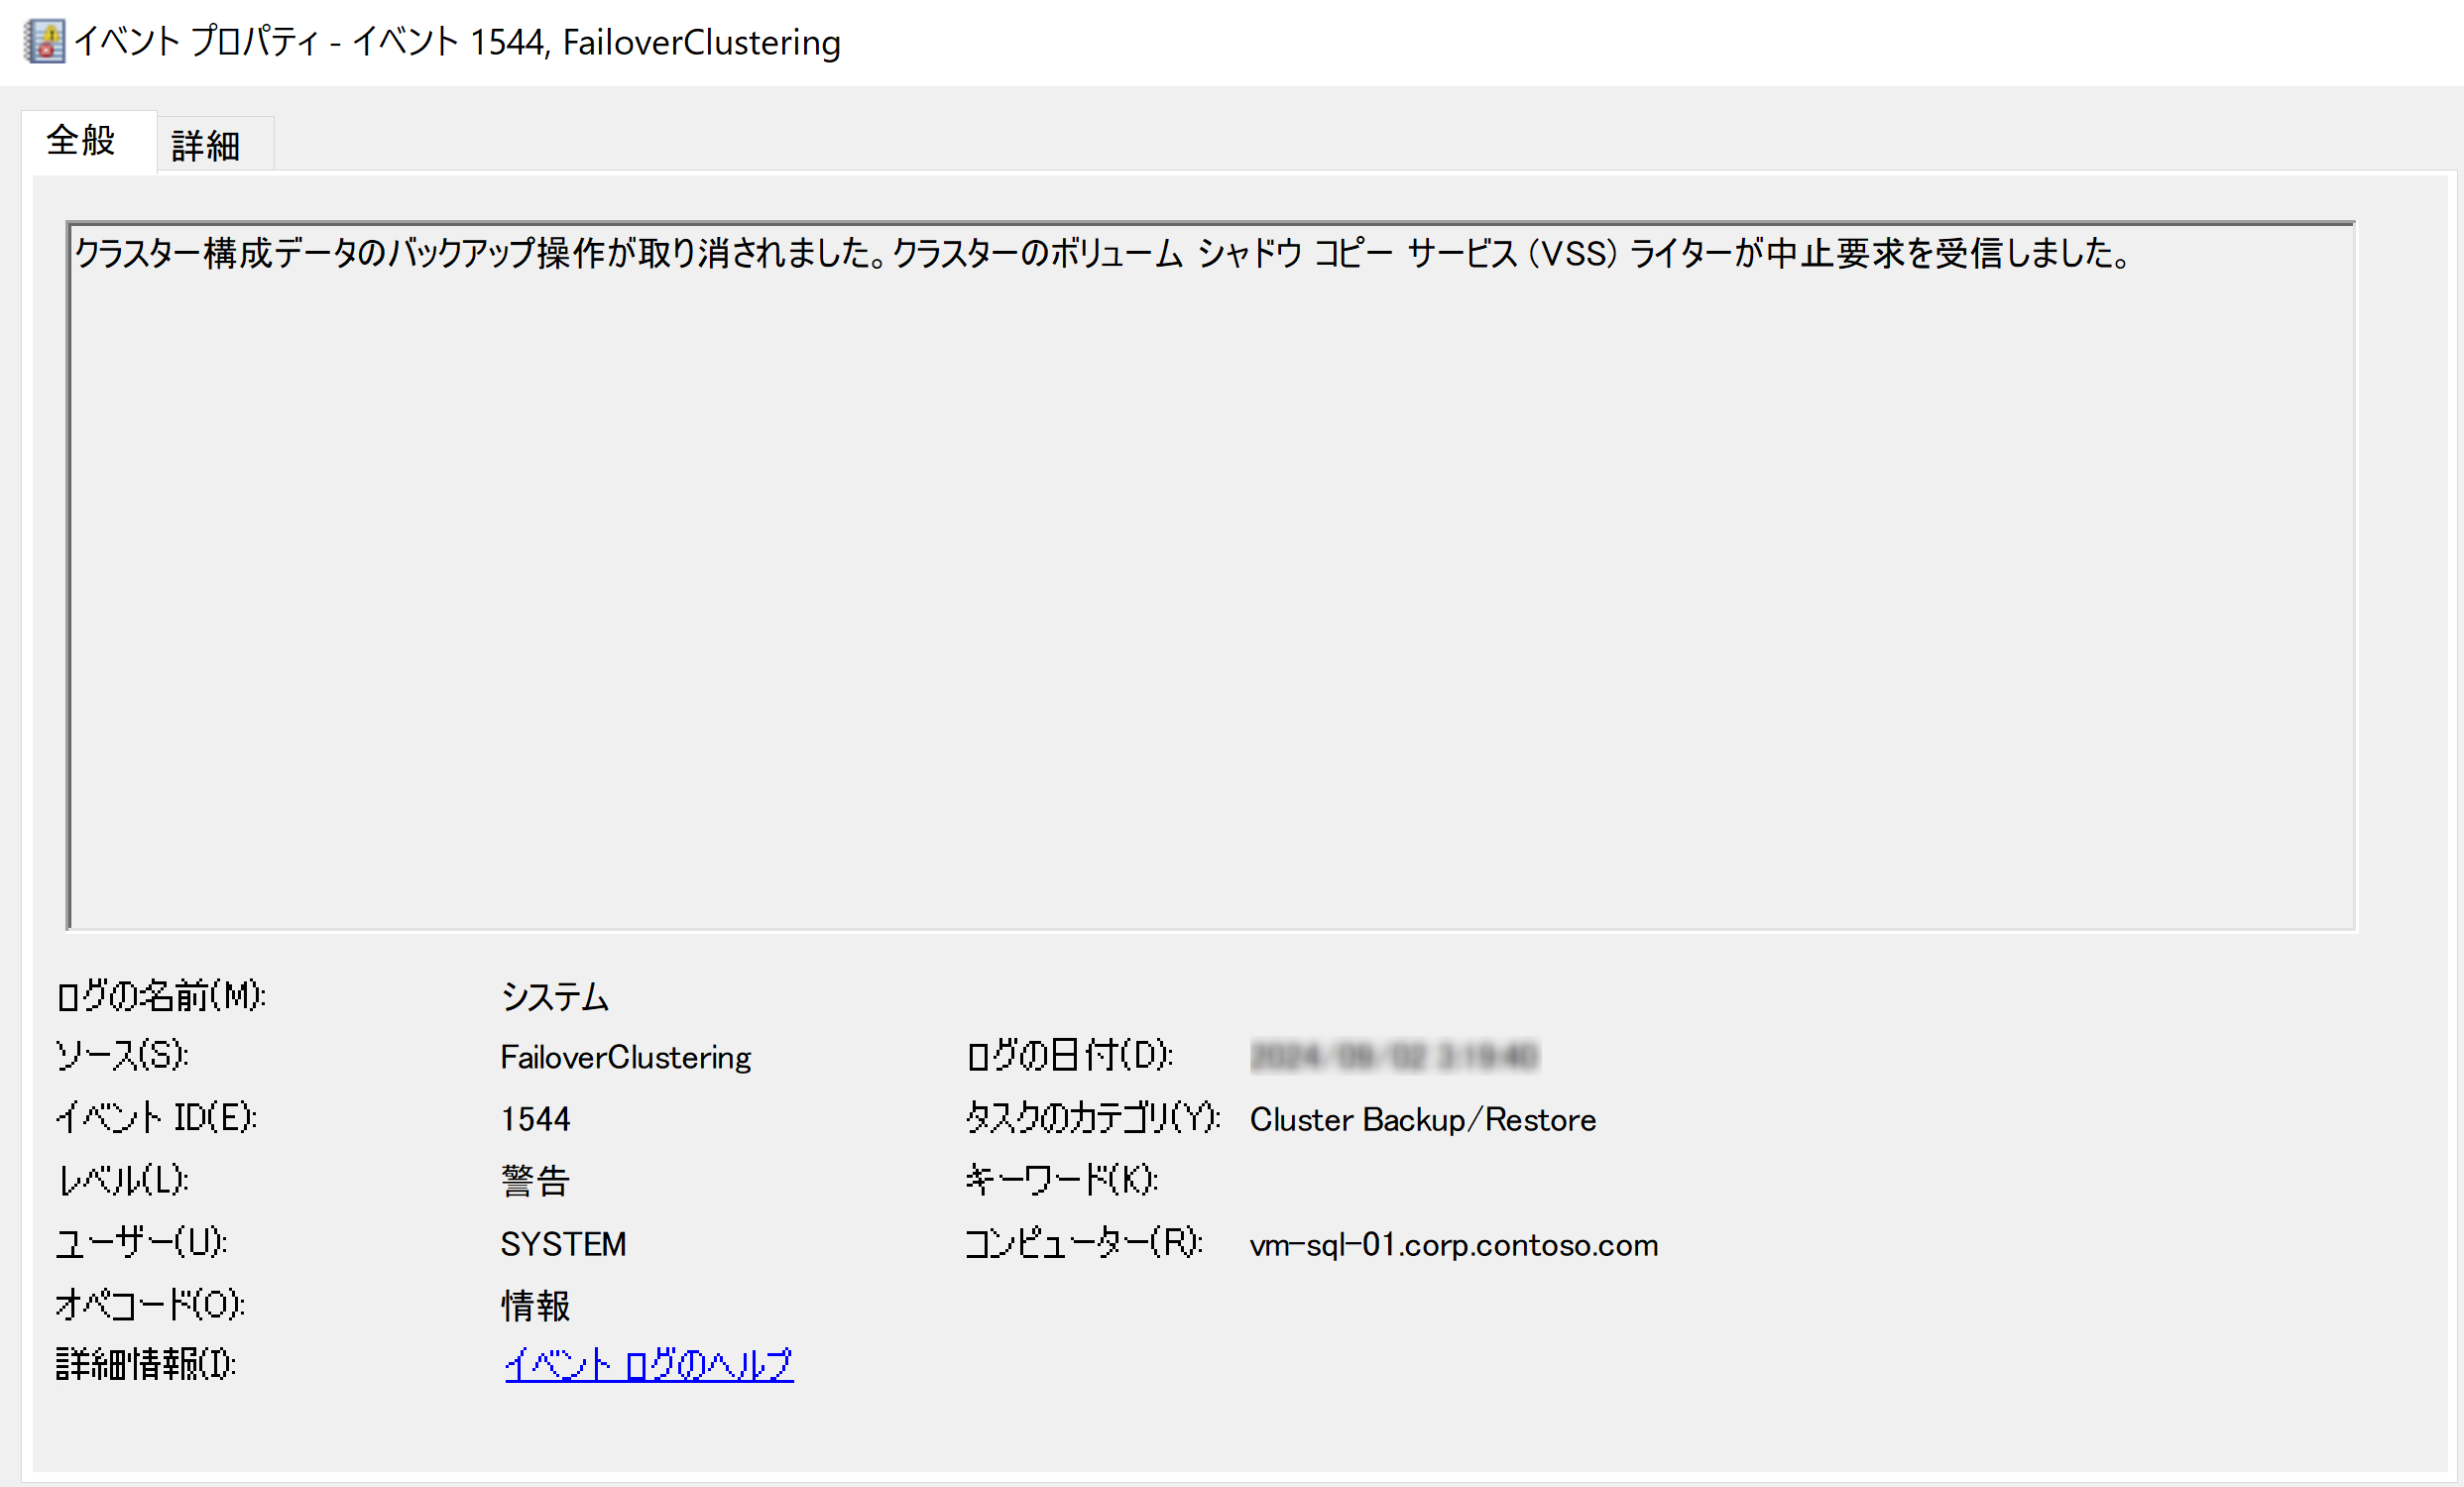 イベント プロパティ - イベント 1544, FailoverClustering
全般 詳細
クラスター構成データのバックアップ操作が取り消されました。クラスターのボリューム シャドウ コピー サービス (VSS) ライターが中止要求を受信しました。
ログの名前(M): システム
ソース(S): FailoverClustering ログの日付(D):
イベント ID(E): 1544 タスクのカテゴリ(Y): Cluster Backup/Restore
レベル(L): 警告 キーワード(K):
ユーザー(U): SYSTEM コンピューター(R): vm-sql-01.corp.contoso.com
オペコード(O): 情報
詳細情報(I): イベント ログのヘルプ